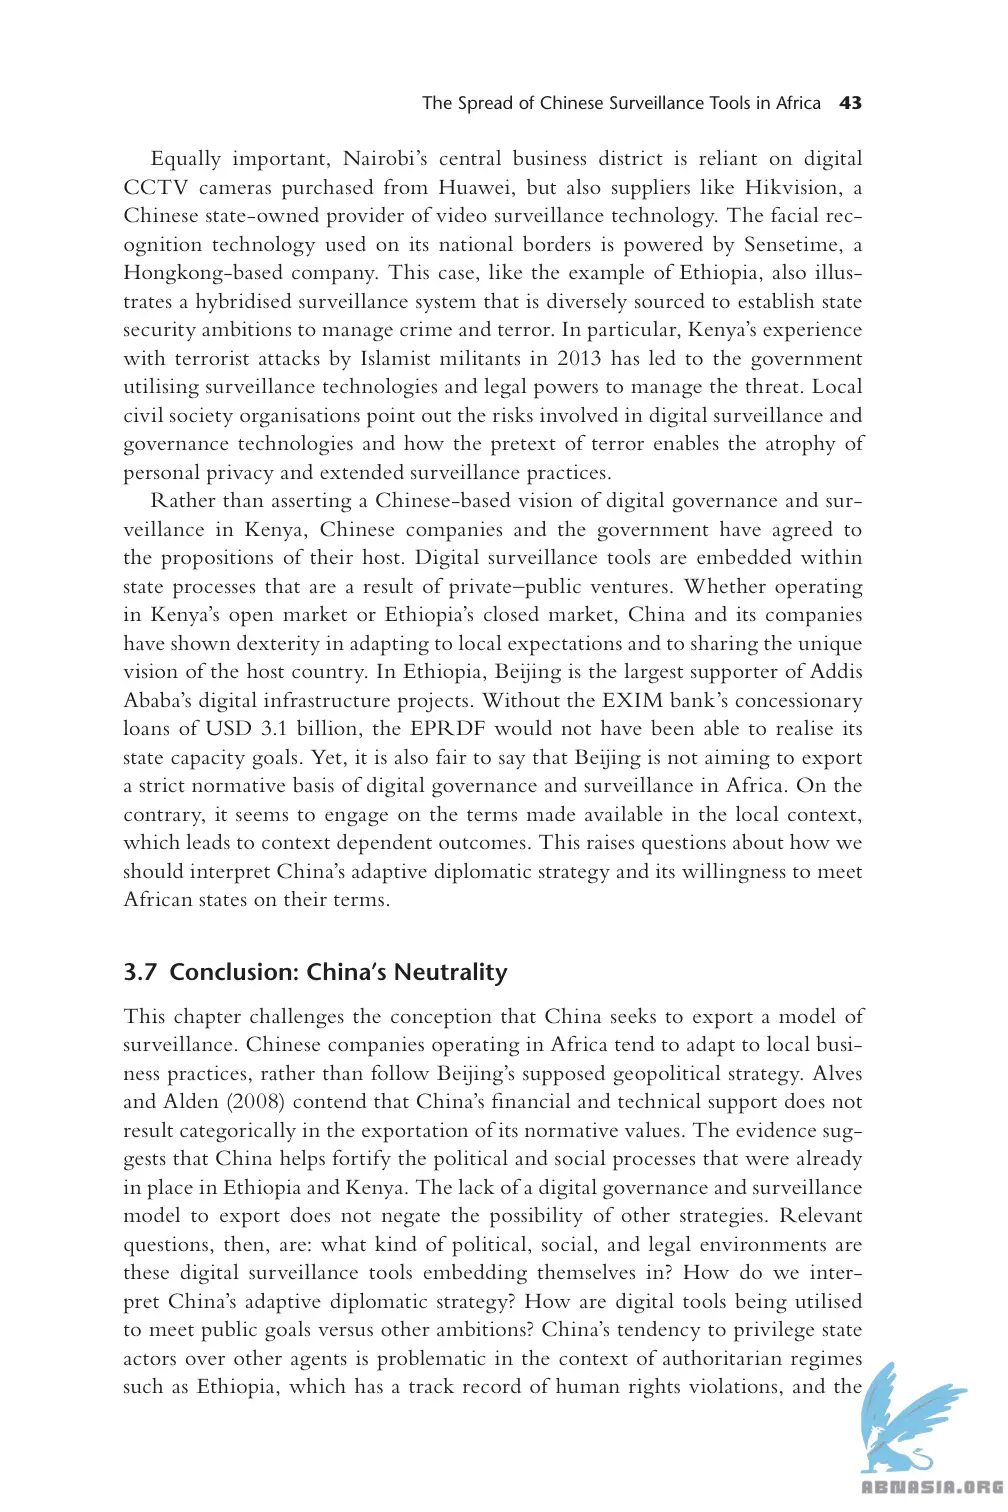 The Spread of Chinese Surveillance Tools in Africa 43
Equally important, Nairobi’s central business district is reliant on digital
CCTV cameras purchased from Huawei, but also suppliers like Hikvision, a
Chinese state-owned provider of video surveillance technology. The facial rec-
ognition technology used on its national borders is powered by Sensetime, a
Hongkong-based company. This case, like the example of Ethiopia, also illus-
trates a hybridised surveillance system that is diversely sourced to establish state
security ambitions to manage crime and terror. In particular, Kenya’s experience
with terrorist attacks by Islamist militants in 2013 has led to the government
utilising surveillance technologies and legal powers to manage the threat. Local
civil society organisations point out the risks involved in digital surveillance and
governance technologies and how the pretext of terror enables the atrophy of
personal privacy and extended surveillance practices.
Rather than asserting a Chinese-based vision of digital governance and sur-
veillance in Kenya, Chinese companies and the government have agreed to
the propositions of their host. Digital surveillance tools are embedded within
state processes that are a result of private–public ventures. Whether operating
in Kenya’s open market or Ethiopia’s closed market, China and its companies
have shown dexterity in adapting to local expectations and to sharing the unique
vision of the host country. In Ethiopia, Beijing is the largest supporter of Addis
Ababa’s digital infrastructure projects. Without the EXIM bank’s concessionary
loans of USD 3.1 billion, the EPRDF would not have been able to realise its
state capacity goals. Yet, it is also fair to say that Beijing is not aiming to export
a strict normative basis of digital governance and surveillance in Africa. On the
contrary, it seems to engage on the terms made available in the local context,
which leads to context dependent outcomes. This raises questions about how we
should interpret China’s adaptive diplomatic strategy and its willingness to meet
African states on their terms.
3.7 Conclusion: China’s Neutrality
This chapter challenges the conception that China seeks to export a model of
surveillance. Chinese companies operating in Africa tend to adapt to local busi-
ness practices, rather than follow Beijing’s supposed geopolitical strategy. Alves
and Alden (2008) contend that China’s financial and technical support does not
result categorically in the exportation of its normative values. The evidence sug-
gests that China helps fortify the political and social processes that were already
in place in Ethiopia and Kenya. The lack of a digital governance and surveillance
model to export does not negate the possibility of other strategies. Relevant
questions, then, are: what kind of political, social, and legal environments are
these digital surveillance tools embedding themselves in? How do we inter-
pret China’s adaptive diplomatic strategy? How are digital tools being utilised
to meet public goals versus other ambitions? China’s tendency to privilege state
actors over other agents is problematic in the context of authoritarian regimes
such as Ethiopia, which has a track record of human rights violations, and the
ABNASIA.ORG